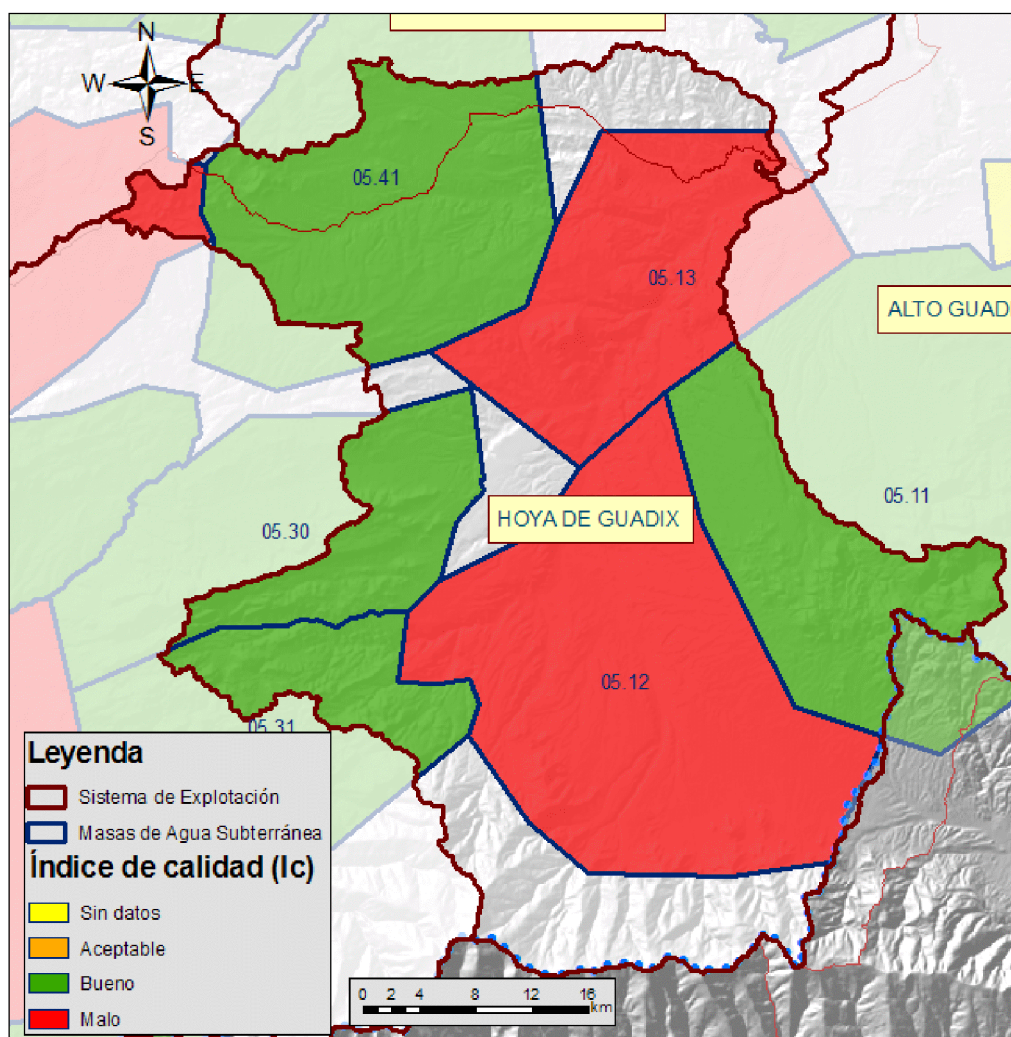 N
W E
S
05.41
05.13
ALTO GUADI
05.11
HOYA DE GUADIX
05.30
05.12
05.31
Leyenda
Sistema de Explotación
Masas de Agua Subterránea
Índice de calidad (Ic)
Sin datos
Aceptable
Bueno
Malo
0 2 4 8 12 16
km